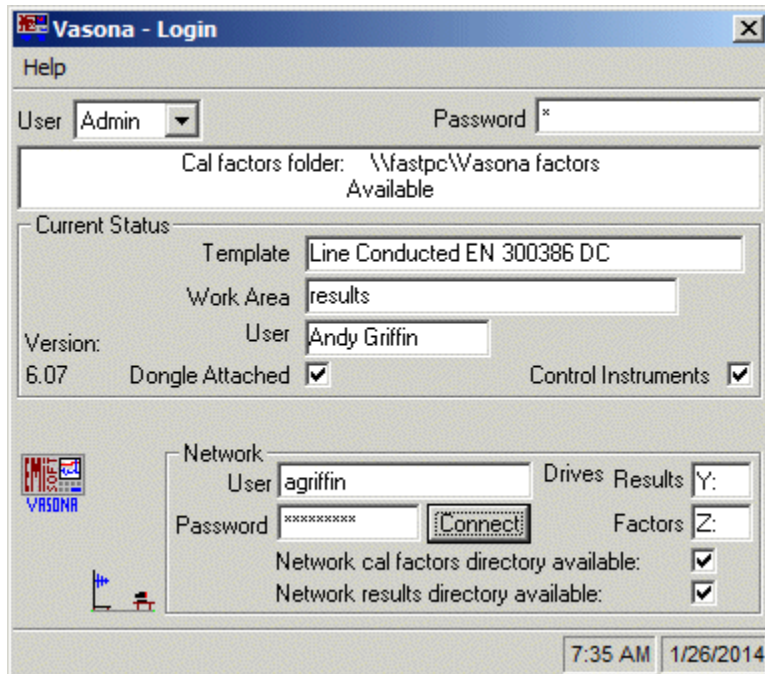 Vasona - Login
Help
User Admin Password *
Cal factors folder: \\fastpc\Vasona factors
Available
Current Status
Template Line Conducted EN 300386 DC
Work Area results
User Andy Griffin
Version:
6.07 Dongle Attached Control Instruments
EMiSoft
VASONA
Network
User agriffin Drives Results Y:
Password ********* Connect Factors Z:
Network cal factors directory available:
Network results directory available:
7:35 AM 1/26/2014